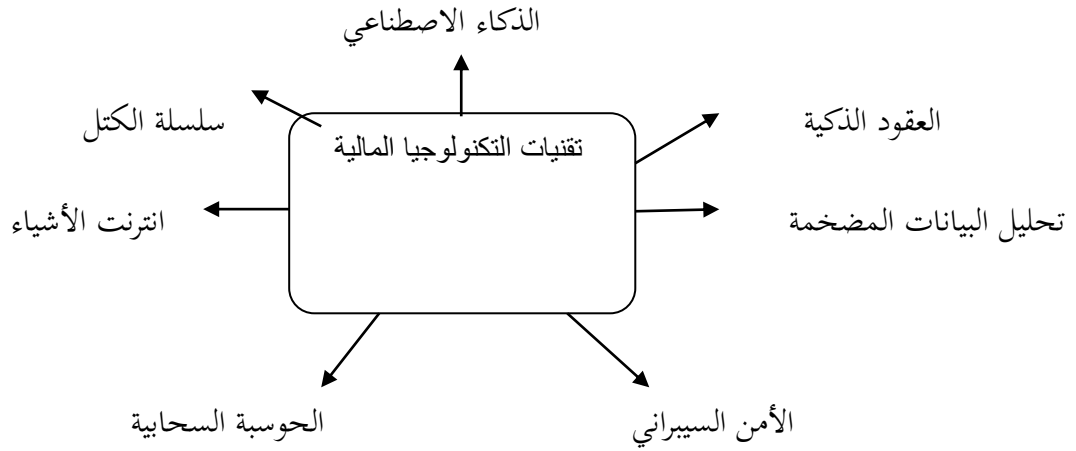 الذكاء الاصطناعي
العقود الذكية
سلسلة الكتل
تقنيات التكنولوجيا المالية
تحليل البيانات المضخمة
انترنت الأشياء
الأمن السيبراني
الحوسبة السحابية